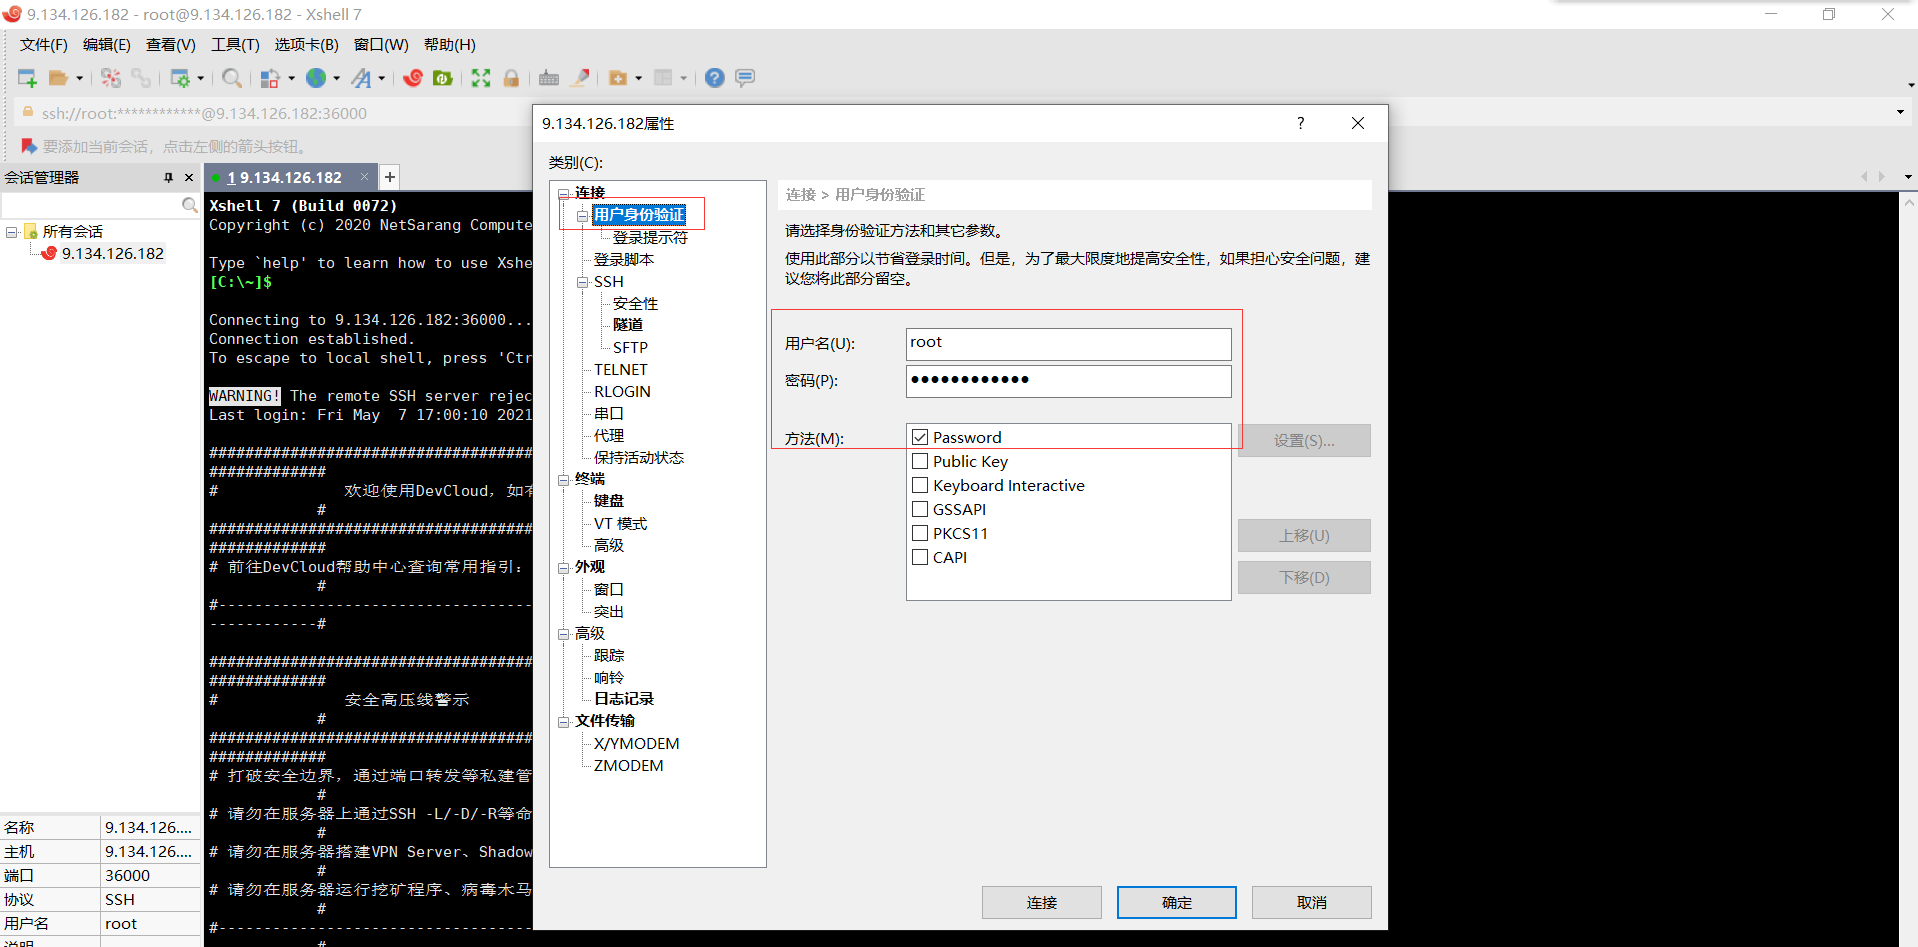 9.134.126.182 - root@9.134.126.182 - Xshell 7
文件(F) 编辑(E) 查看(V) 工具(T) 选项卡(B) 窗口(W) 帮助(H)
ssh://root:************@9.134.126.182:36000
要添加当前会话，点击左侧的箭头按钮。
会话管理器
所有会话
9.134.126.182
名称 9.134.126....
主机 9.134.126....
端口 36000
协议 SSH
用户名 root
说明
1 9.134.126.182
Xshell 7 (Build 0072)
Copyright (c) 2020 NetSarang Compute
Type `help' to learn how to use Xshe
[C:\~]$
Connecting to 9.134.126.182:36000...
Connection established.
To escape to local shell, press 'Ctr
WARNING! The remote SSH server rejec
Last login: Fri May  7 17:00:10 2021
####################################
#############
# 欢迎使用DevCloud，如有
#
####################################
#############
# 前往DevCloud帮助中心查询常用指引：
#
#-----------------------------------
------------#
####################################
#############
# 安全高压线警示
#
####################################
#############
# 打破安全边界，通过端口转发等私建管
#
# 请勿在服务器上通过SSH -L/-D/-R等命
#
# 请勿在服务器搭建VPN Server、Shadow
#
# 请勿在服务器运行挖矿程序、病毒木马
#
#-----------------------------------
#
9.134.126.182属性
?
类别(C):
连接
用户身份验证
登录提示符
登录脚本
SSH
安全性
隧道
SFTP
TELNET
RLOGIN
串口
代理
保持活动状态
终端
键盘
VT 模式
高级
外观
窗口
突出
高级
跟踪
响铃
日志记录
文件传输
X/YMODEM
ZMODEM
连接 > 用户身份验证
请选择身份验证方法和其它参数。
使用此部分以节省登录时间。但是，为了最大限度地提高安全性，如果担心安全问题，建
议您将此部分留空。
用户名(U): root
密码(P): ●●●●●●●●●●●●
方法(M):
Password
Public Key
Keyboard Interactive
GSSAPI
PKCS11
CAPI
设置(S)...
上移(U)
下移(D)
连接 确定 取消